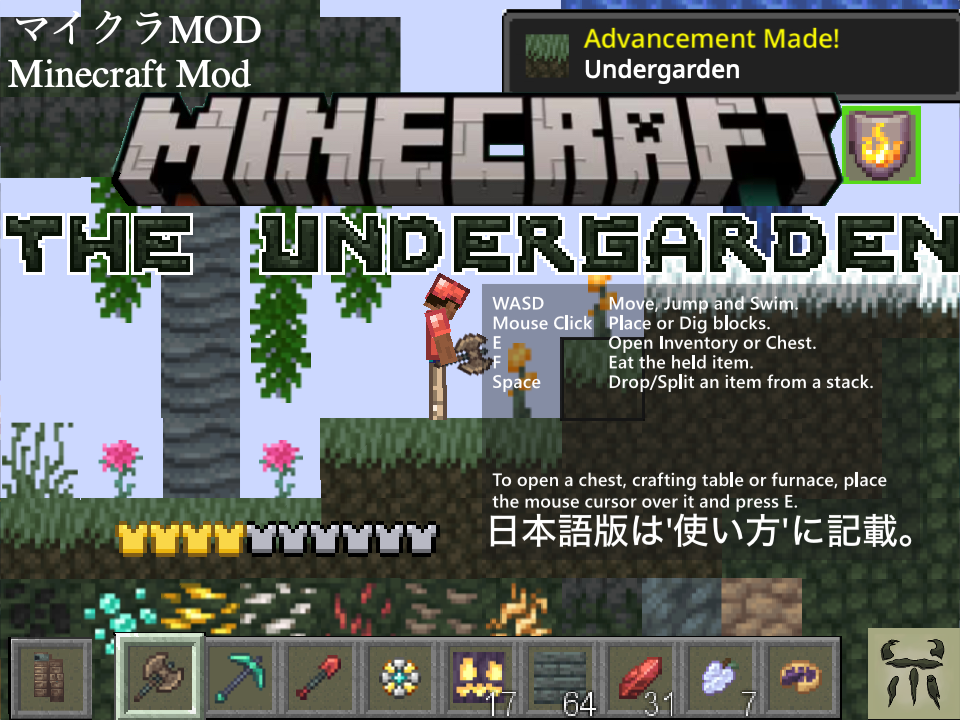 マイクラMOD
Minecraft Mod
Advancement Made!
Undergarden
MINECRAFT
THE UNDERGARDEN
WASD Move, Jump and Swim.
Mouse Click Place or Dig blocks.
E Open Inventory or Chest.
F Eat the held item.
Space Drop/Split an item from a stack.
To open a chest, crafting table or furnace, place
the mouse cursor over it and press E.
日本語版は'使い方'に記載。
17 64 31 7